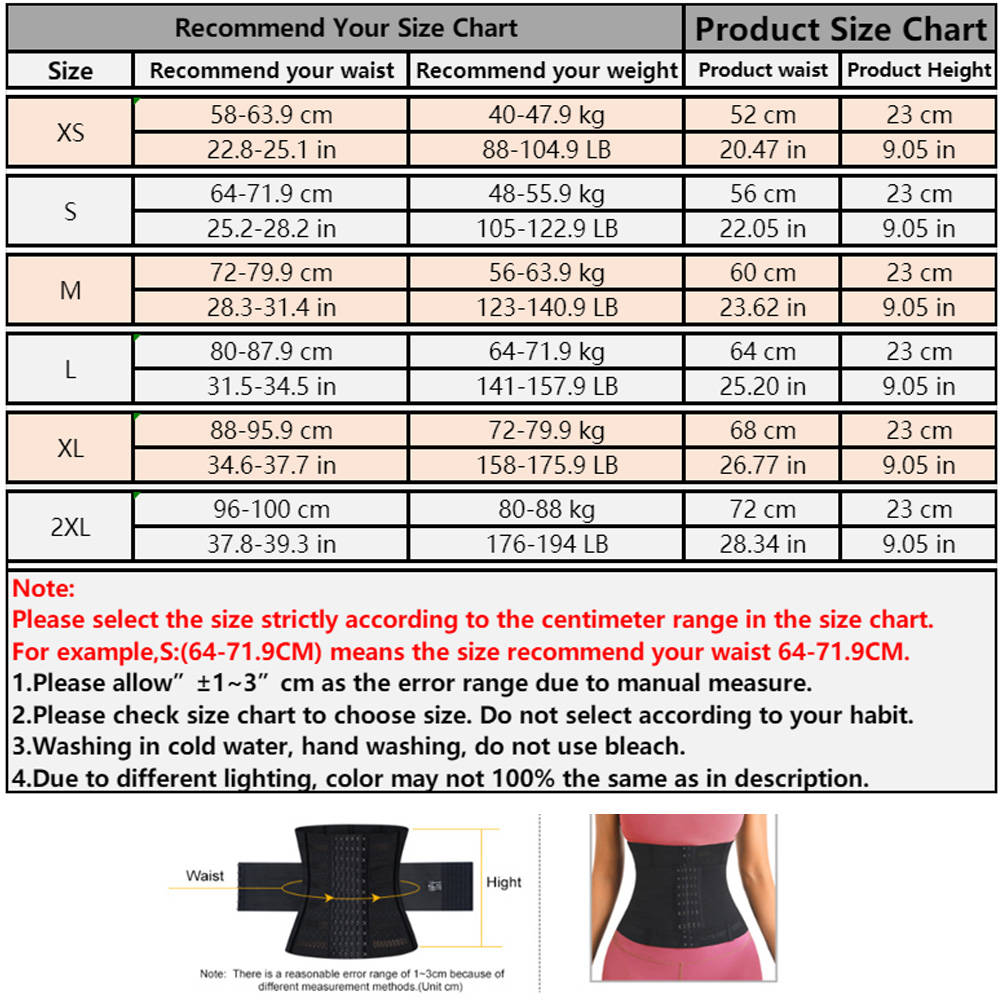 Recommend Your Size Chart Product Size Chart
Size Recommend your waist Recommend your weight Product waist Product Height
XS
58-63.9 cm 40-47.9 kg 52 cm 23 cm
22.8-25.1 in 88-104.9 LB 20.47 in 9.05 in
S
64-71.9 cm 48-55.9 kg 56 cm 23 cm
25.2-28.2 in 105-122.9 LB 22.05 in 9.05 in
M
72-79.9 cm 56-63.9 kg 60 cm 23 cm
28.3-31.4 in 123-140.9 LB 23.62 in 9.05 in
L
80-87.9 cm 64-71.9 kg 64 cm 23 cm
31.5-34.5 in 141-157.9 LB 25.20 in 9.05 in
XL
88-95.9 cm 72-79.9 kg 68 cm 23 cm
34.6-37.7 in 158-175.9 LB 26.77 in 9.05 in
2XL
96-100 cm 80-88 kg 72 cm 23 cm
37.8-39.3 in 176-194 LB 28.34 in 9.05 in
Note:
Please select the size strictly according to the centimeter range in the size chart.
For example,S:(64-71.9CM) means the size recommend your waist 64-71.9CM.
1.Please allow” ±1~3” cm as the error range due to manual measure.
2.Please check size chart to choose size. Do not select according to your habit.
3.Washing in cold water, hand washing, do not use bleach.
4.Due to different lighting, color may not 100% the same as in description.
Waist
Hight
Note: There is a reasonable error range of 1~3cm because of
different measurement methods.(Unit cm)